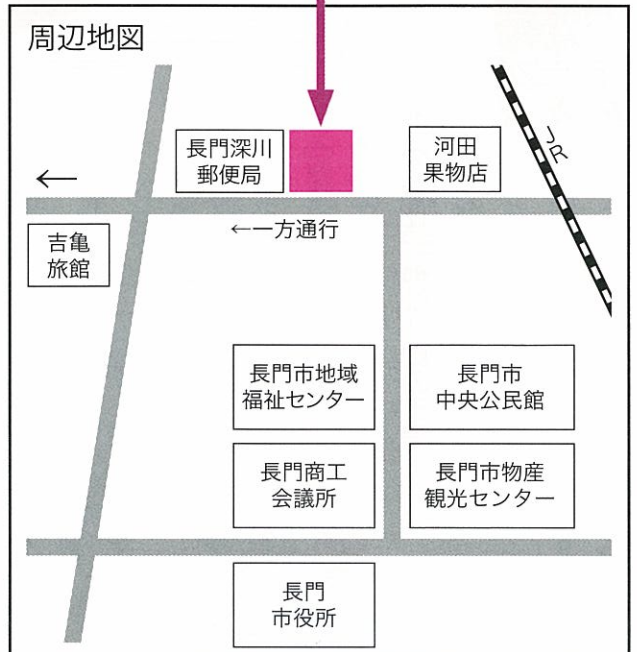 周辺地図
長門深川
郵便局
河田
果物店
JR
←
←一方通行
吉亀
旅館
長門市地域
福祉センター
長門市
中央公民館
長門商工
会議所
長門市物産
観光センター
長門
市役所